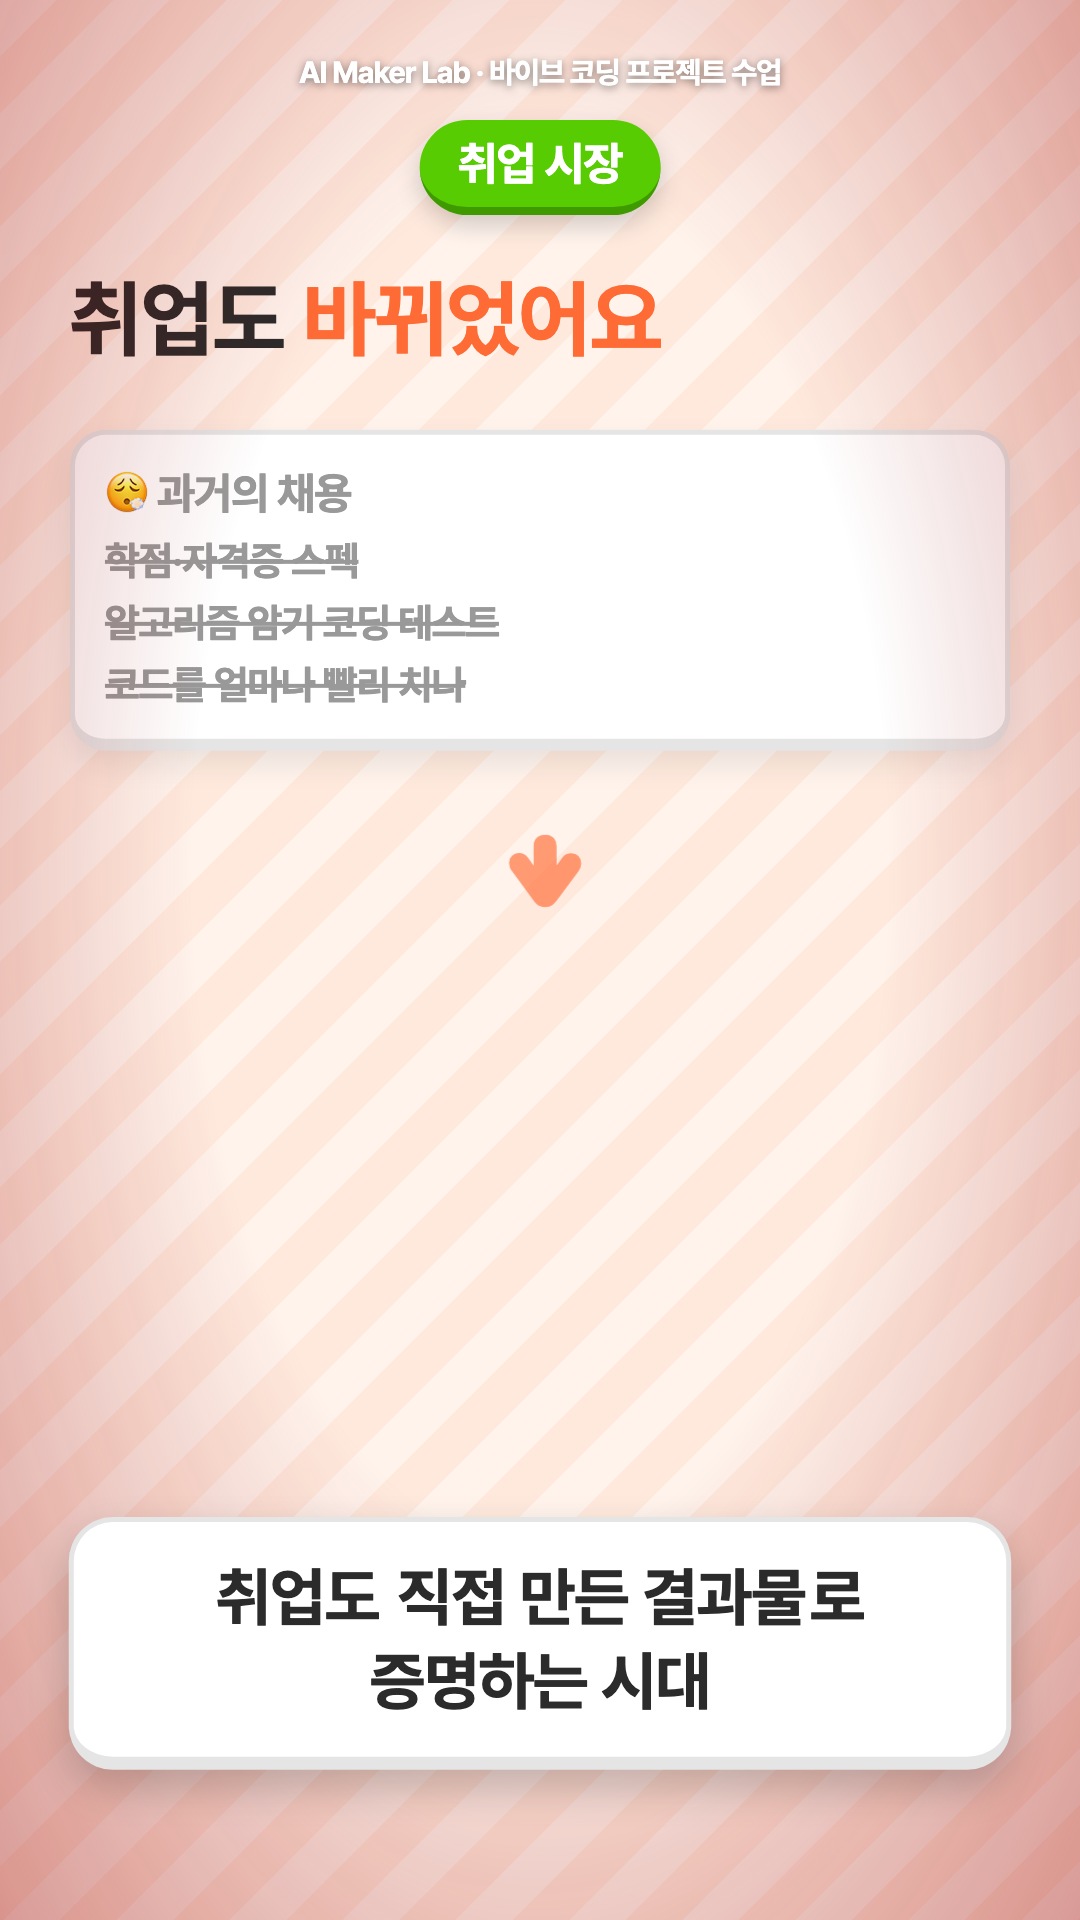 AI Maker Lab · 바이브 코딩 프로젝트 수업
취업 시장
취업도 바뀌었어요
과거의 채용
학점·자격증 스펙
알고리즘 암기 코딩 테스트
코드를 얼마나 빨리 치나
취업도 직접 만든 결과물로
증명하는 시대